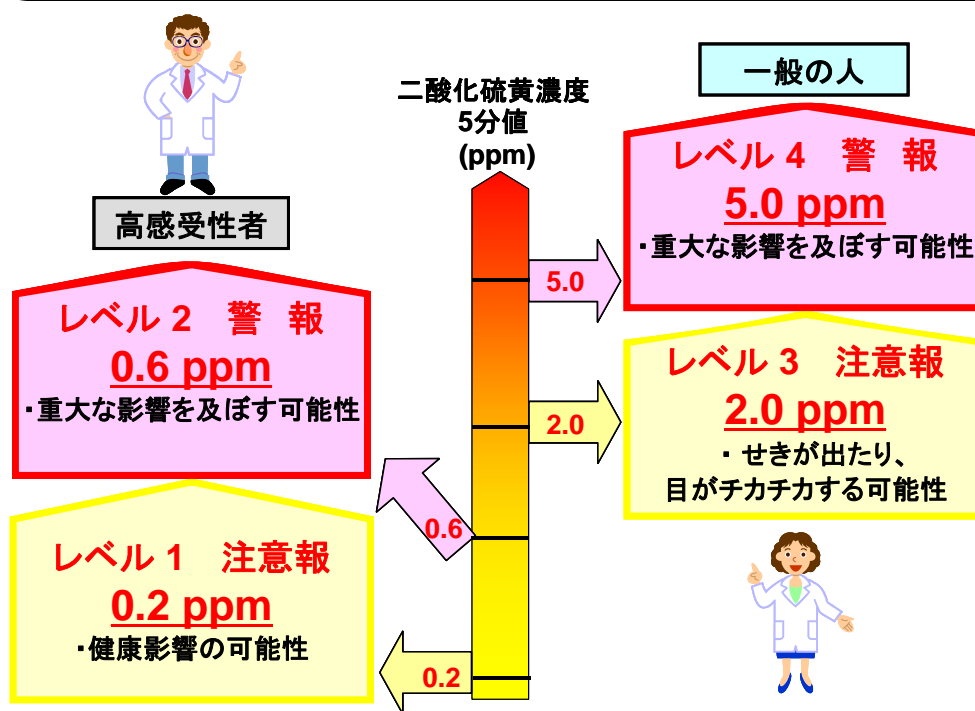 二酸化硫黄濃度
5分値
(ppm)
高感受性者
レベル 2　警　報
0.6 ppm
・重大な影響を及ぼす可能性
レベル 1　注意報
0.2 ppm
・健康影響の可能性
5.0
2.0
0.6
0.2
一般の人
レベル 4　警　報
5.0 ppm
・重大な影響を及ぼす可能性
レベル 3　注意報
2.0 ppm
・せきが出たり、
目がチカチカする可能性